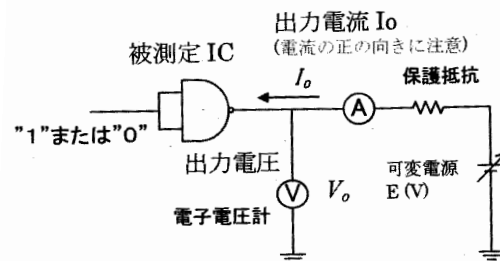 出力電流 Io
(電流の正の向きに注意)
被測定 IC
Io
保護抵抗
A
"1"または"0"
出力電圧
V
Vo
可変電源
E (V)
電子電圧計